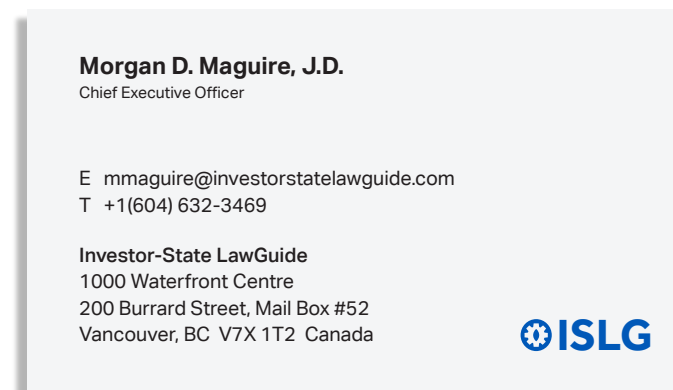 Morgan D. Maguire, J.D.
Chief Executive Officer
E mmaguire@investorstatelawguide.com
T +1(604) 632-3469
Investor-State LawGuide
1000 Waterfront Centre
200 Burrard Street, Mail Box #52
Vancouver, BC V7X 1T2 Canada
ISLG